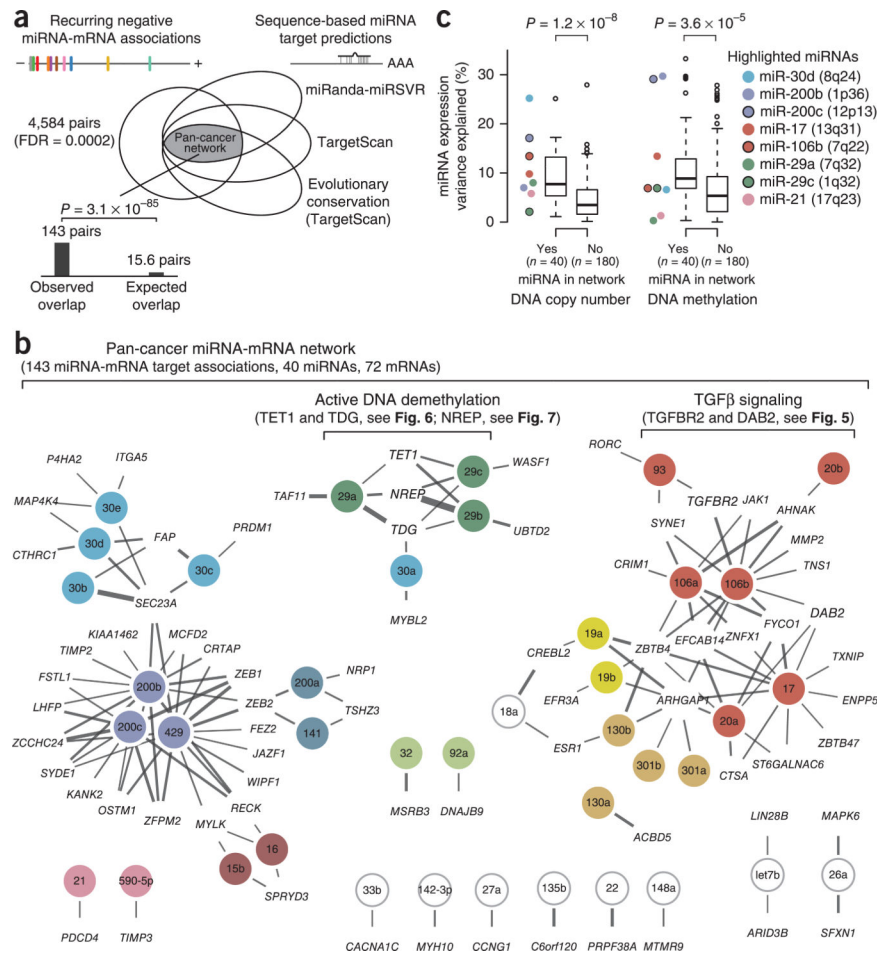 a
Recurring negative
miRNA-mRNA associations
Sequence-based miRNA
target predictions
−
+
AAA
miRanda-miRSVR
4,584 pairs
(FDR = 0.0002)
Pan-cancer
network
TargetScan
Evolutionary
conservation
(TargetScan)
P = 3.1 × 10⁻⁸⁵
143 pairs
15.6 pairs
Observed
overlap
Expected
overlap
c
P = 1.2 × 10⁻⁸
P = 3.6 × 10⁻⁵
miRNA expression
variance explained (%)
30
20
10
0
Yes
(n = 40)
No
(n = 180)
miRNA in network
DNA copy number
Yes
(n = 40)
No
(n = 180)
miRNA in network
DNA methylation
Highlighted miRNAs
miR-30d (8q24)
miR-200b (1p36)
miR-200c (12p13)
miR-17 (13q31)
miR-106b (7q22)
miR-29a (7q32)
miR-29c (1q32)
miR-21 (17q23)
b
Pan-cancer miRNA-mRNA network
(143 miRNA-mRNA target associations, 40 miRNAs, 72 mRNAs)
Active DNA demethylation
(TET1 and TDG, see Fig. 6; NREP, see Fig. 7)
TGFβ signaling
(TGFBR2 and DAB2, see Fig. 5)
P4HA2
ITGA5
MAP4K4
30e
30d
FAP
PRDM1
CTHRC1
30b
30c
SEC23A
TET1
29c
WASF1
TAF11
29a
NREP
29b
TDG
UBTD2
30a
MYBL2
RORC
93
20b
TGFBR2
JAK1
AHNAK
SYNE1
MMP2
CRIM1
106a
106b
TNS1
DAB2
FYCO1
EFCAB14
ZNFX1
19a
ZBTB4
CREBL2
TXNIP
19b
17
EFR3A
ARHGAP1
ENPP5
18a
20a
130b
ZBTB47
ESR1
ST6GALNAC6
301b
301a
CTSA
130a
ACBD5
KIAA1462
MCFD2
TIMP2
CRTAP
FSTL1
ZEB1
200b
200a
NRP1
LHFP
ZEB2
TSHZ3
200c
429
FEZ2
141
ZCCHC24
JAZF1
SYDE1
WIPF1
KANK2
OSTM1
RECK
ZFPM2
MYLK
16
15b
SPRYD3
32
92a
MSRB3
DNAJB9
21
590-5p
PDCD4
TIMP3
33b
142-3p
27a
135b
22
148a
CACNA1C
MYH10
CCNG1
C6orf120
PRPF38A
MTMR9
LIN28B
MAPK6
let7b
26a
ARID3B
SFXN1